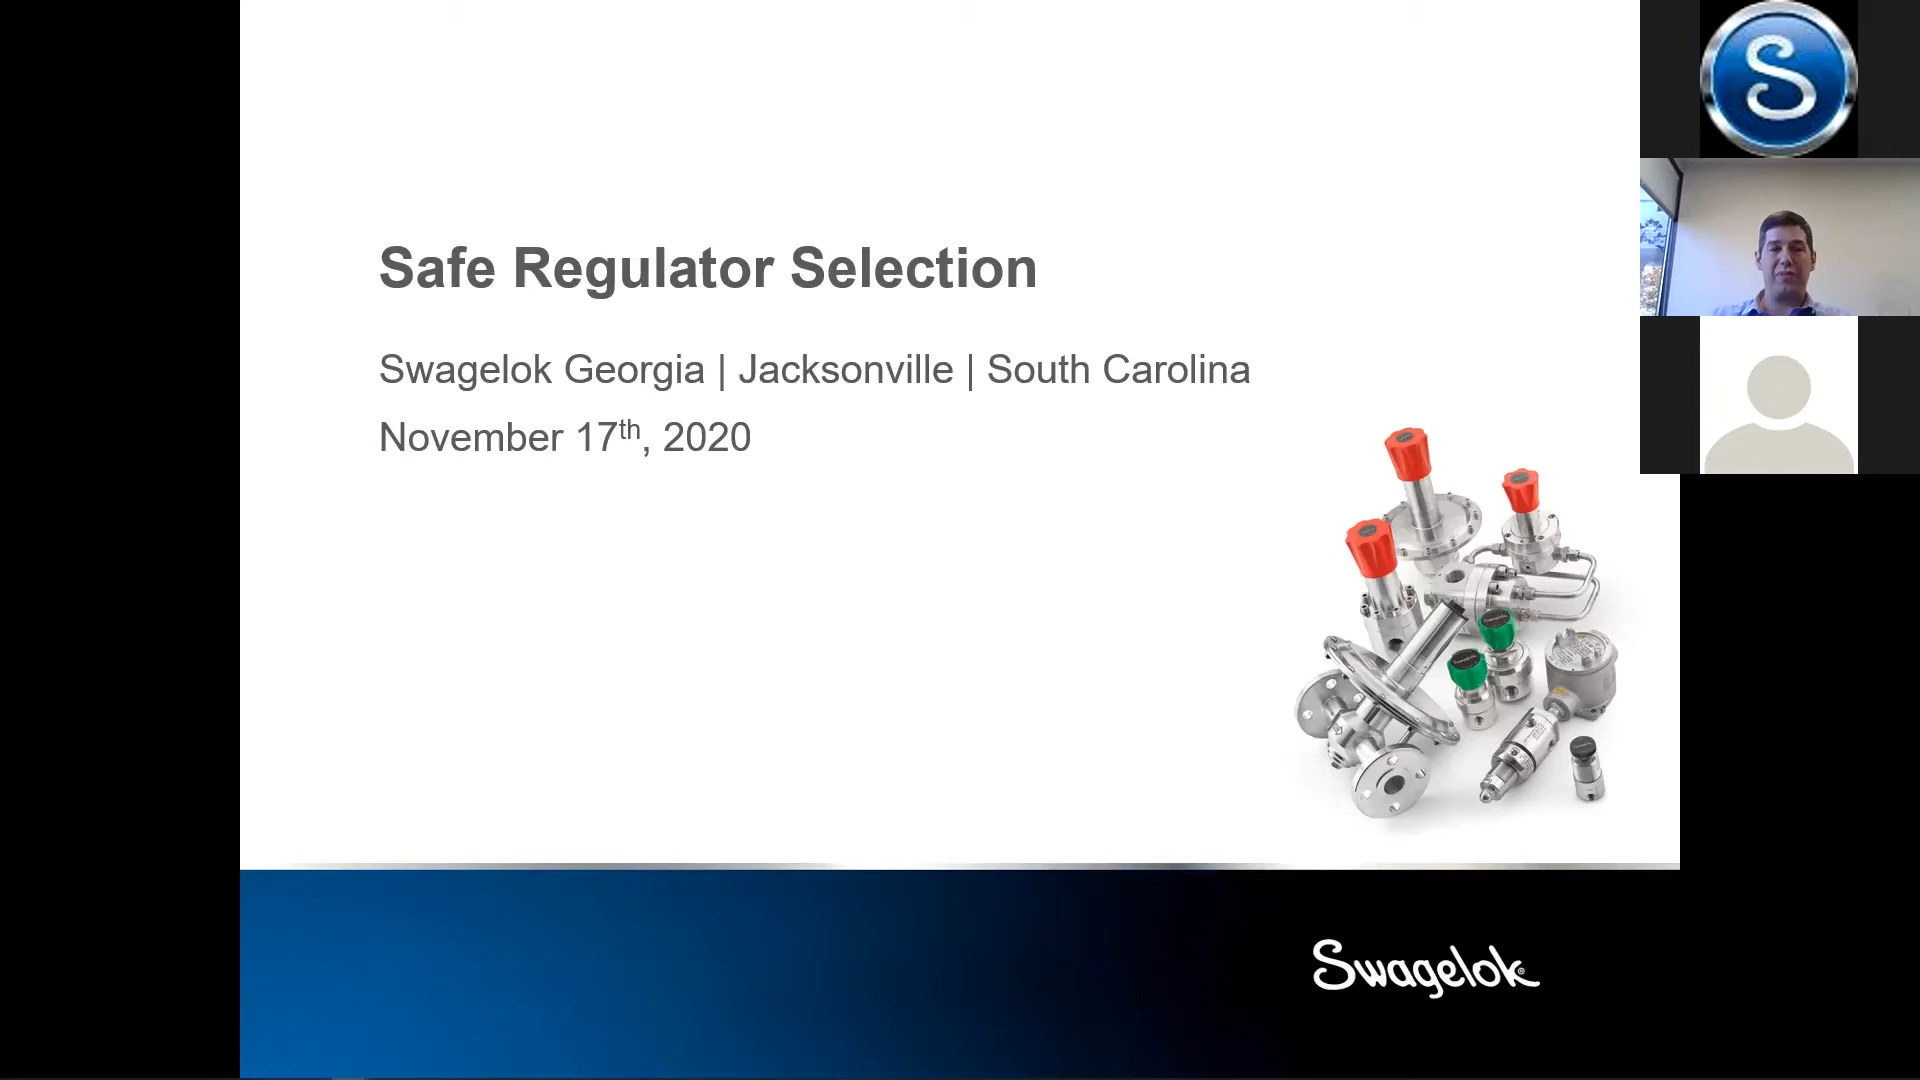 Safe Regulator Selection
Swagelok Georgia | Jacksonville | South Carolina
November 17th, 2020
Swagelok